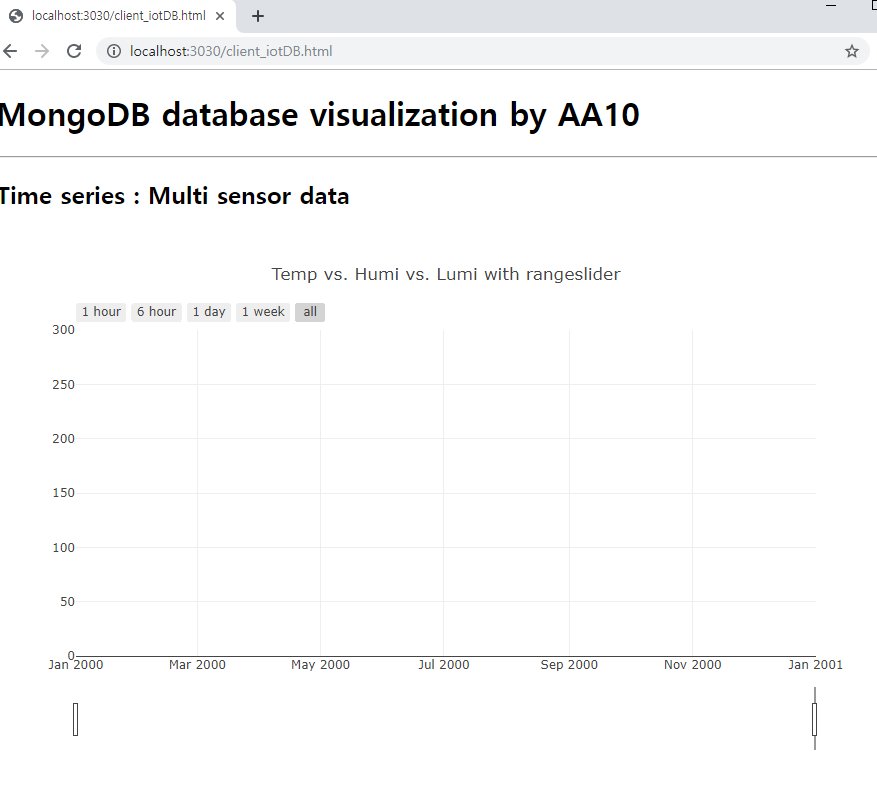 localhost:3030/client_iotDB.html
localhost:3030/client_iotDB.html
MongoDB database visualization by AA10
Time series : Multi sensor data
Temp vs. Humi vs. Lumi with rangeslider
1 hour 6 hour 1 day 1 week all
300
250
200
150
100
50
0
Jan 2000 Mar 2000 May 2000 Jul 2000 Sep 2000 Nov 2000 Jan 2001